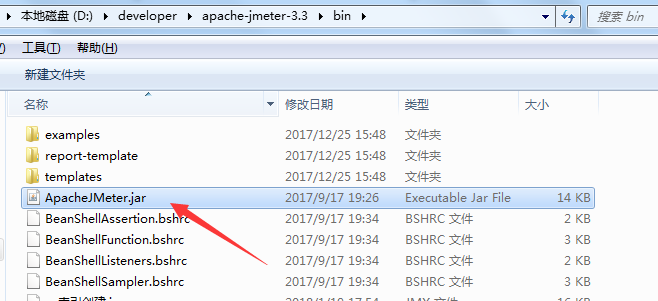 本地磁盘 (D:) ▸ developer ▸ apache-jmeter-3.3 ▸ bin 搜索 bin
工具(T) 帮助(H)
新建文件夹
名称 修改日期 类型 大小
examples 2017/12/25 15:48 文件夹
report-template 2017/12/25 15:48 文件夹
templates 2017/12/25 15:48 文件夹
ApacheJMeter.jar 2017/9/17 19:26 Executable Jar File 14 KB
BeanShellAssertion.bshrc 2017/9/17 19:34 BSHRC 文件 2 KB
BeanShellFunction.bshrc 2017/9/17 19:34 BSHRC 文件 3 KB
BeanShellListeners.bshrc 2017/9/17 19:34 BSHRC 文件 2 KB
BeanShellSampler.bshrc 2017/9/17 19:34 BSHRC 文件 3 KB